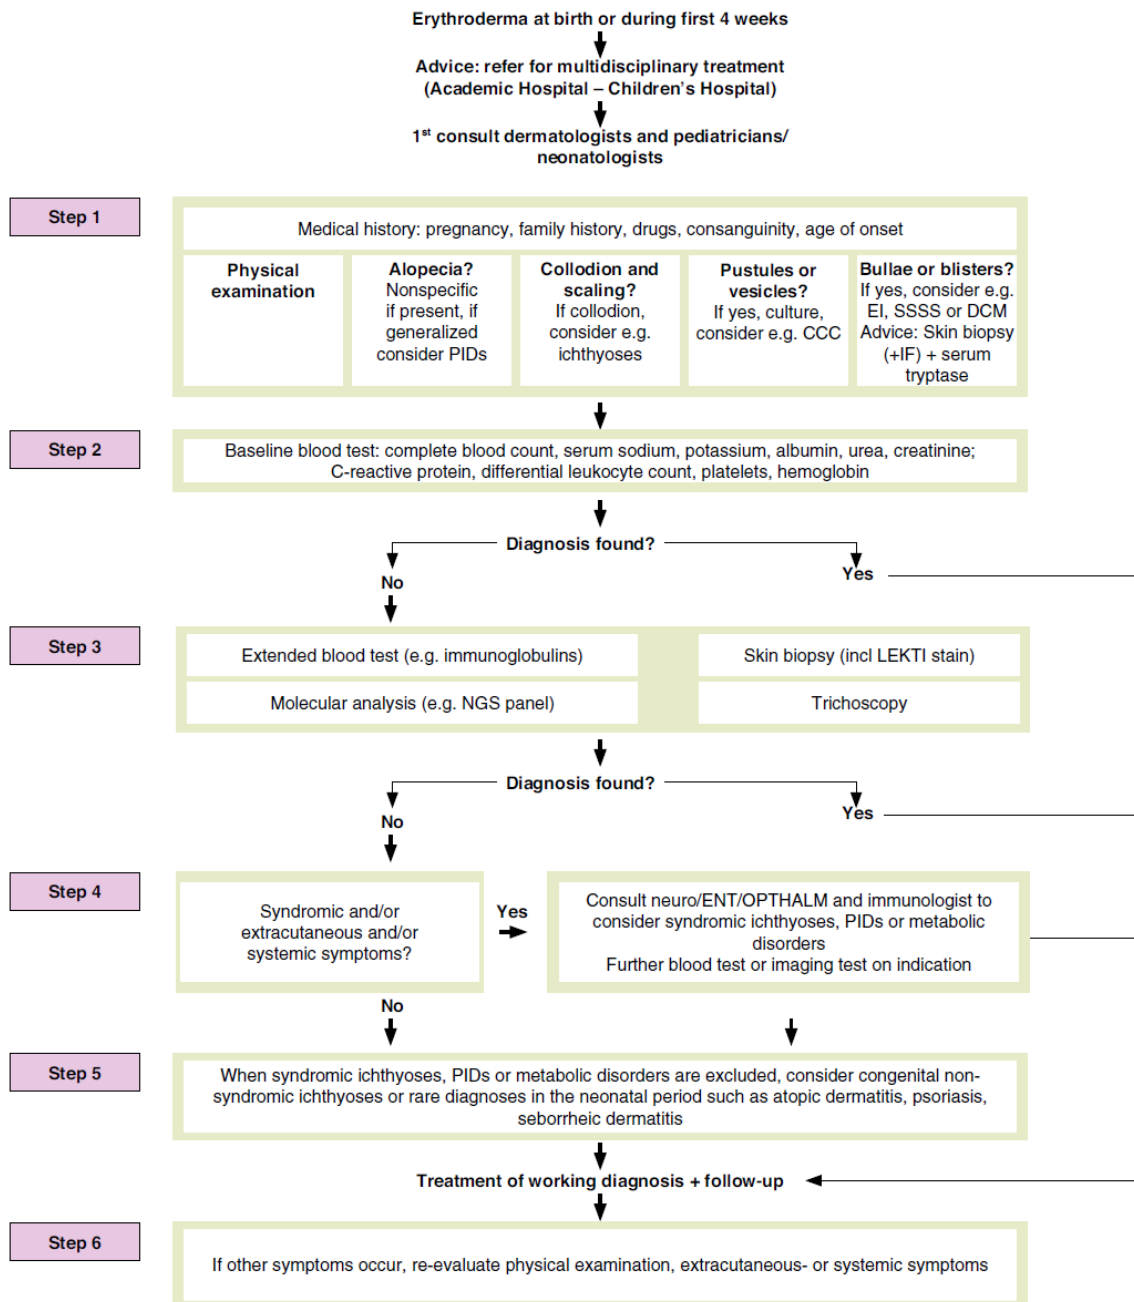 Erythroderma at birth or during first 4 weeks
Advice: refer for multidisciplinary treatment
(Academic Hospital – Children's Hospital)
1st consult dermatologists and pediatricians/
neonatologists
Step 1
Medical history: pregnancy, family history, drugs, consanguinity, age of onset
Physical
examination
Alopecia?
Nonspecific
if present, if
generalized
consider PIDs
Collodion and
scaling?
If collodion,
consider e.g.
ichthyoses
Pustules or
vesicles?
If yes, culture,
consider e.g. CCC
Bullae or blisters?
If yes, consider e.g.
EI, SSSS or DCM
Advice: Skin biopsy
(+IF) + serum
tryptase
Step 2
Baseline blood test: complete blood count, serum sodium, potassium, albumin, urea, creatinine;
C-reactive protein, differential leukocyte count, platelets, hemoglobin
Diagnosis found?
No
Yes
Step 3
Extended blood test (e.g. immunoglobulins)
Skin biopsy (incl LEKTI stain)
Molecular analysis (e.g. NGS panel)
Trichoscopy
Diagnosis found?
No
Yes
Step 4
Syndromic and/or
extracutaneous and/or
systemic symptoms?
Yes
Consult neuro/ENT/OPTHALM and immunologist to
consider syndromic ichthyoses, PIDs or metabolic
disorders
Further blood test or imaging test on indication
No
Step 5
When syndromic ichthyoses, PIDs or metabolic disorders are excluded, consider congenital non-
syndromic ichthyoses or rare diagnoses in the neonatal period such as atopic dermatitis, psoriasis,
seborrheic dermatitis
Treatment of working diagnosis + follow-up
Step 6
If other symptoms occur, re-evaluate physical examination, extracutaneous- or systemic symptoms